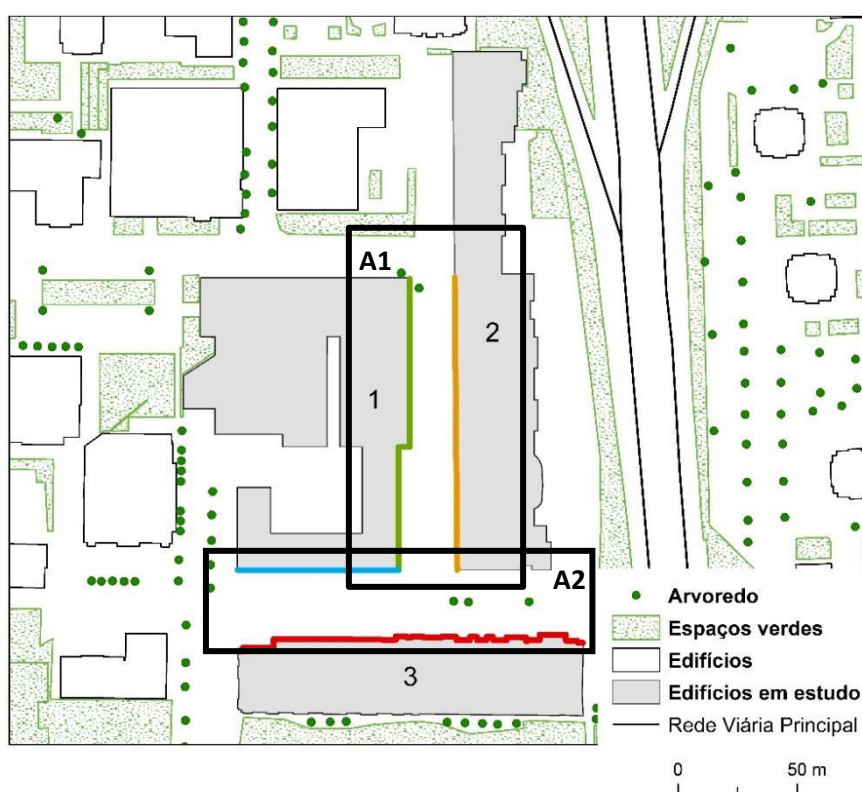 A1
2
1
A2
3
Arvoredo
Espaços verdes
Edifícios
Edifícios em estudo
Rede Viária Principal
0 50 m